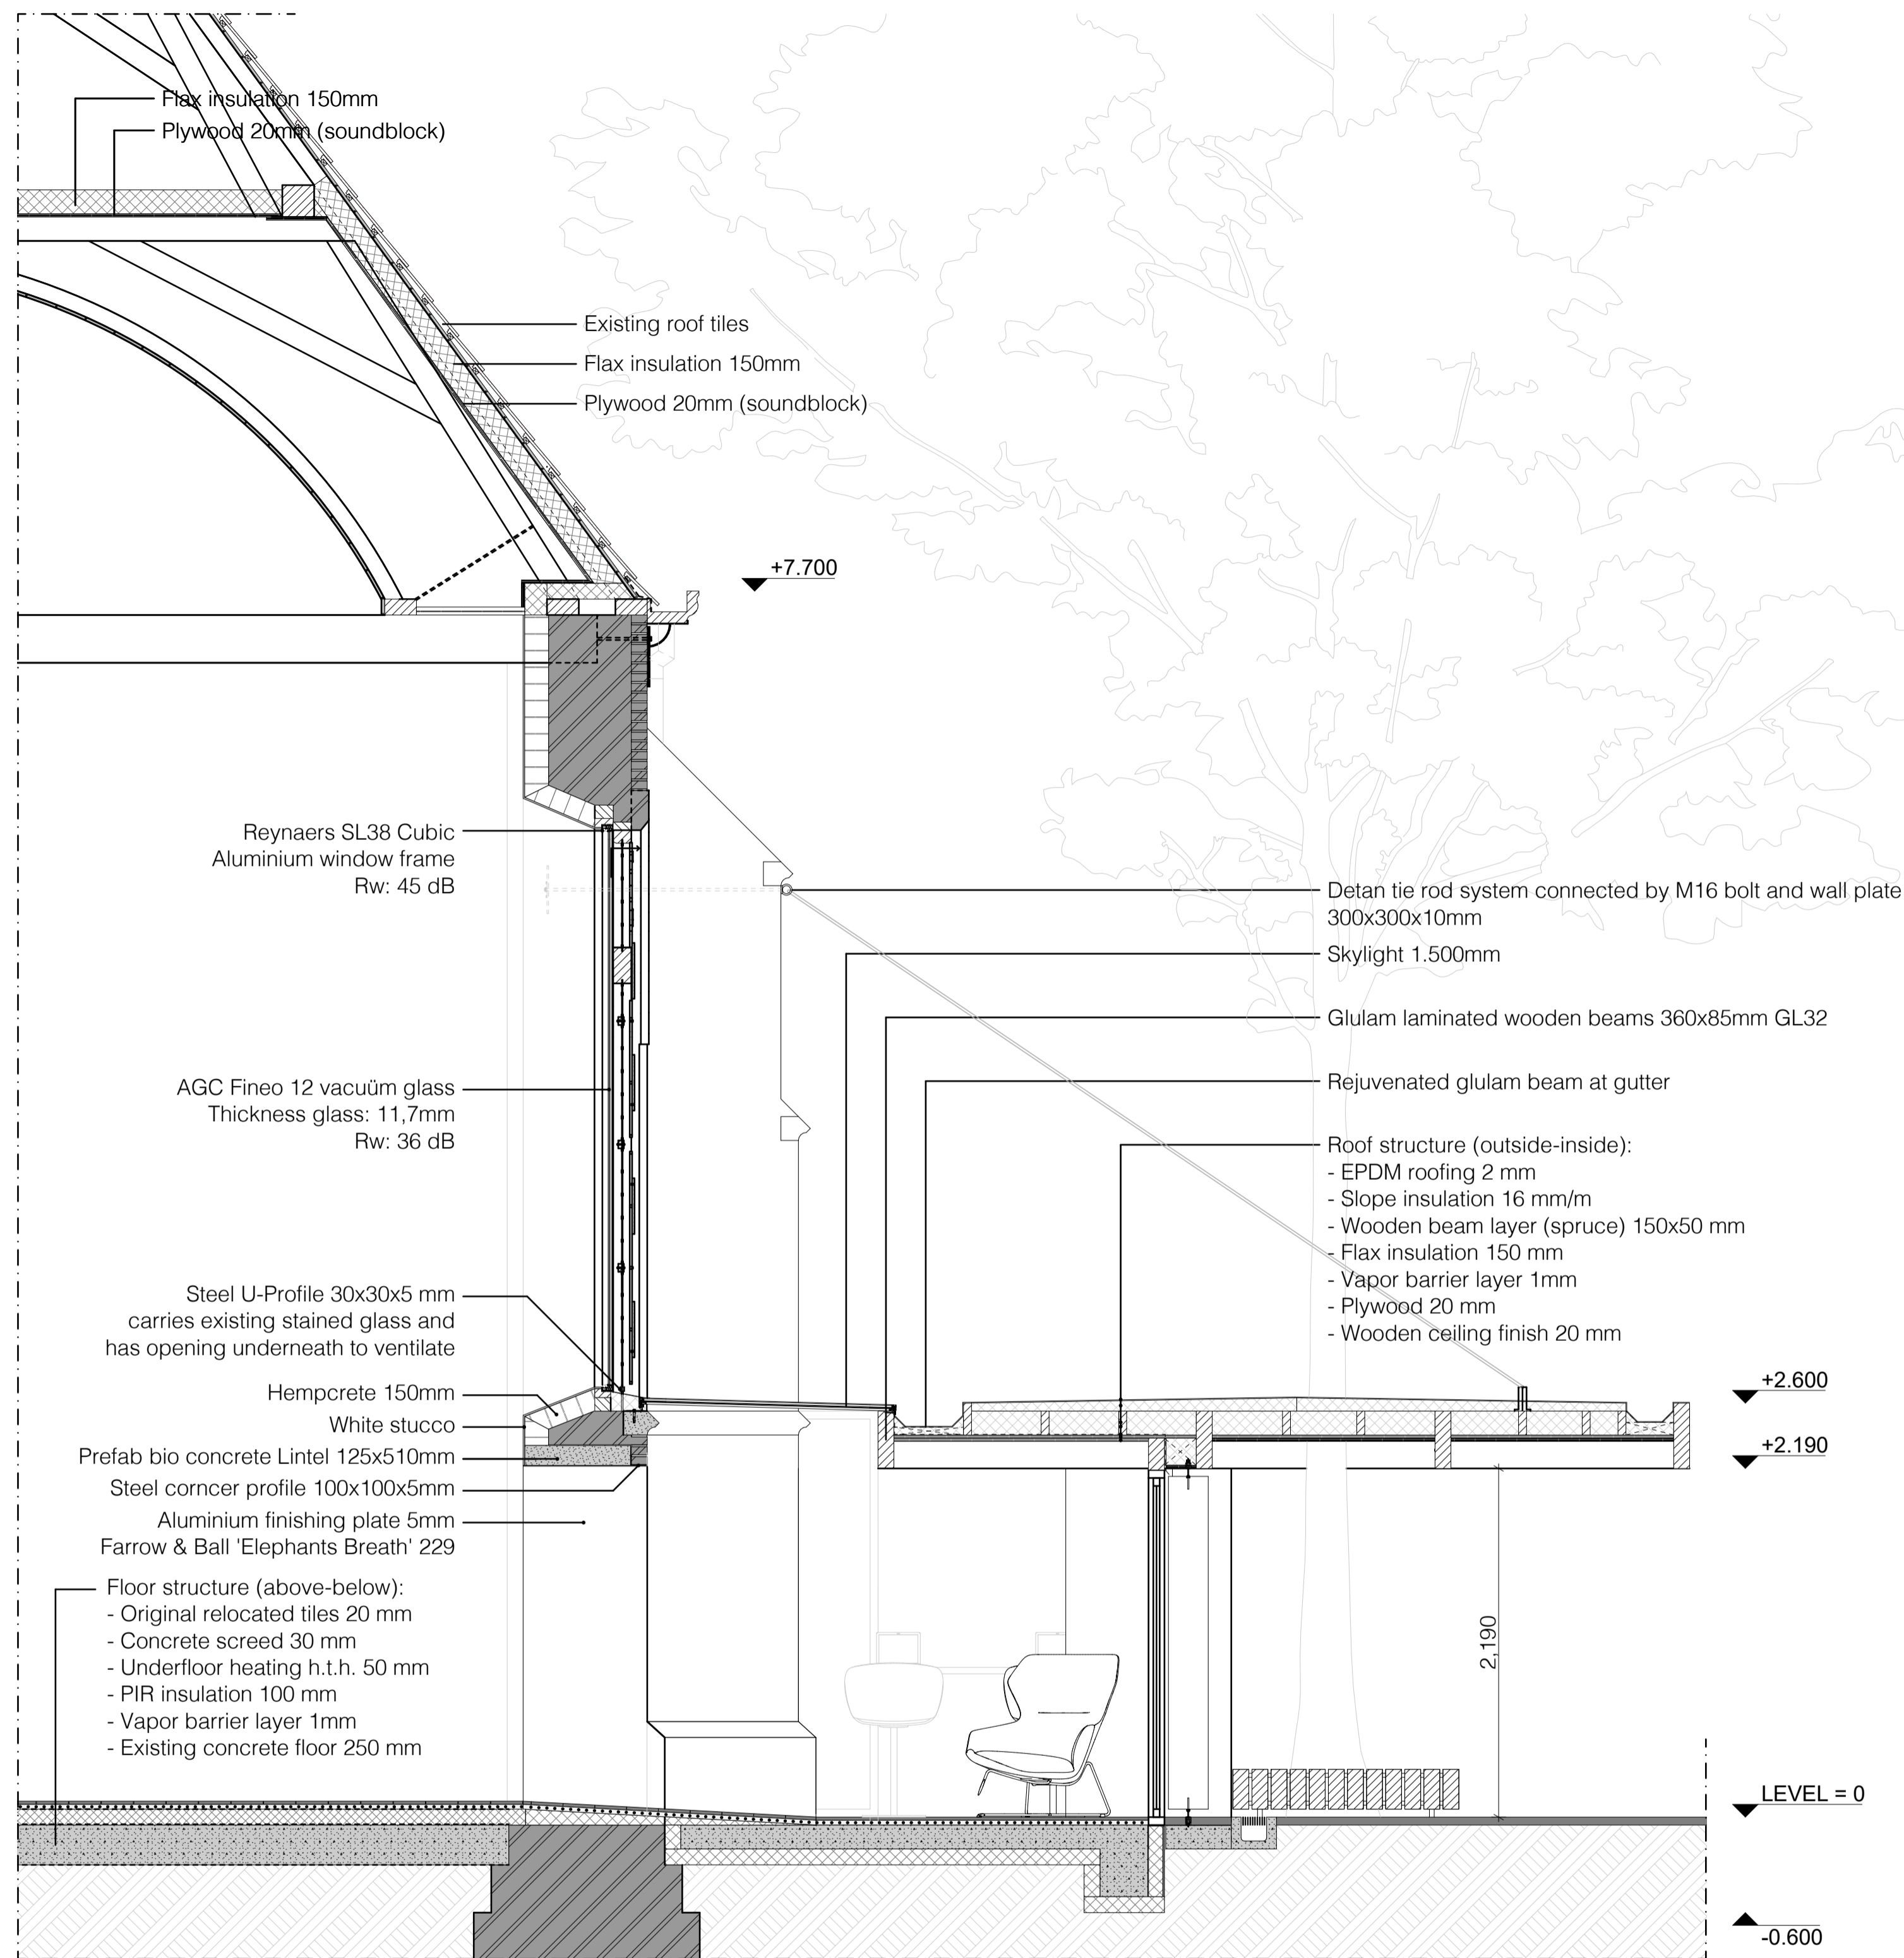 Flax insulation 150mm
Plywood 20mm (soundblock)
Existing roof tiles
Flax insulation 150mm
Plywood 20mm (soundblock)
+7.700
Reynaers SL38 Cubic
Aluminium window frame
Rw: 45 dB
Detan tie rod system connected by M16 bolt and wall plate
300x300x10mm
Skylight 1.500mm
Glulam laminated wooden beams 360x85mm GL32
Rejuvenated glulam beam at gutter
AGC Fineo 12 vacuüm glass
Thickness glass: 11,7mm
Rw: 36 dB
Roof structure (outside-inside):
- EPDM roofing 2 mm
- Slope insulation 16 mm/m
- Wooden beam layer (spruce) 150x50 mm
- Flax insulation 150 mm
- Vapor barrier layer 1mm
- Plywood 20 mm
- Wooden ceiling finish 20 mm
Steel U-Profile 30x30x5 mm
carries existing stained glass and
has opening underneath to ventilate
Hempcrete 150mm
White stucco
Prefab bio concrete Lintel 125x510mm
Steel corncer profile 100x100x5mm
Aluminium finishing plate 5mm
Farrow & Ball 'Elephants Breath' 229
+2.600
+2.190
Floor structure (above-below):
- Original relocated tiles 20 mm
- Concrete screed 30 mm
- Underfloor heating h.t.h. 50 mm
- PIR insulation 100 mm
- Vapor barrier layer 1mm
- Existing concrete floor 250 mm
2,190
LEVEL = 0
-0.600